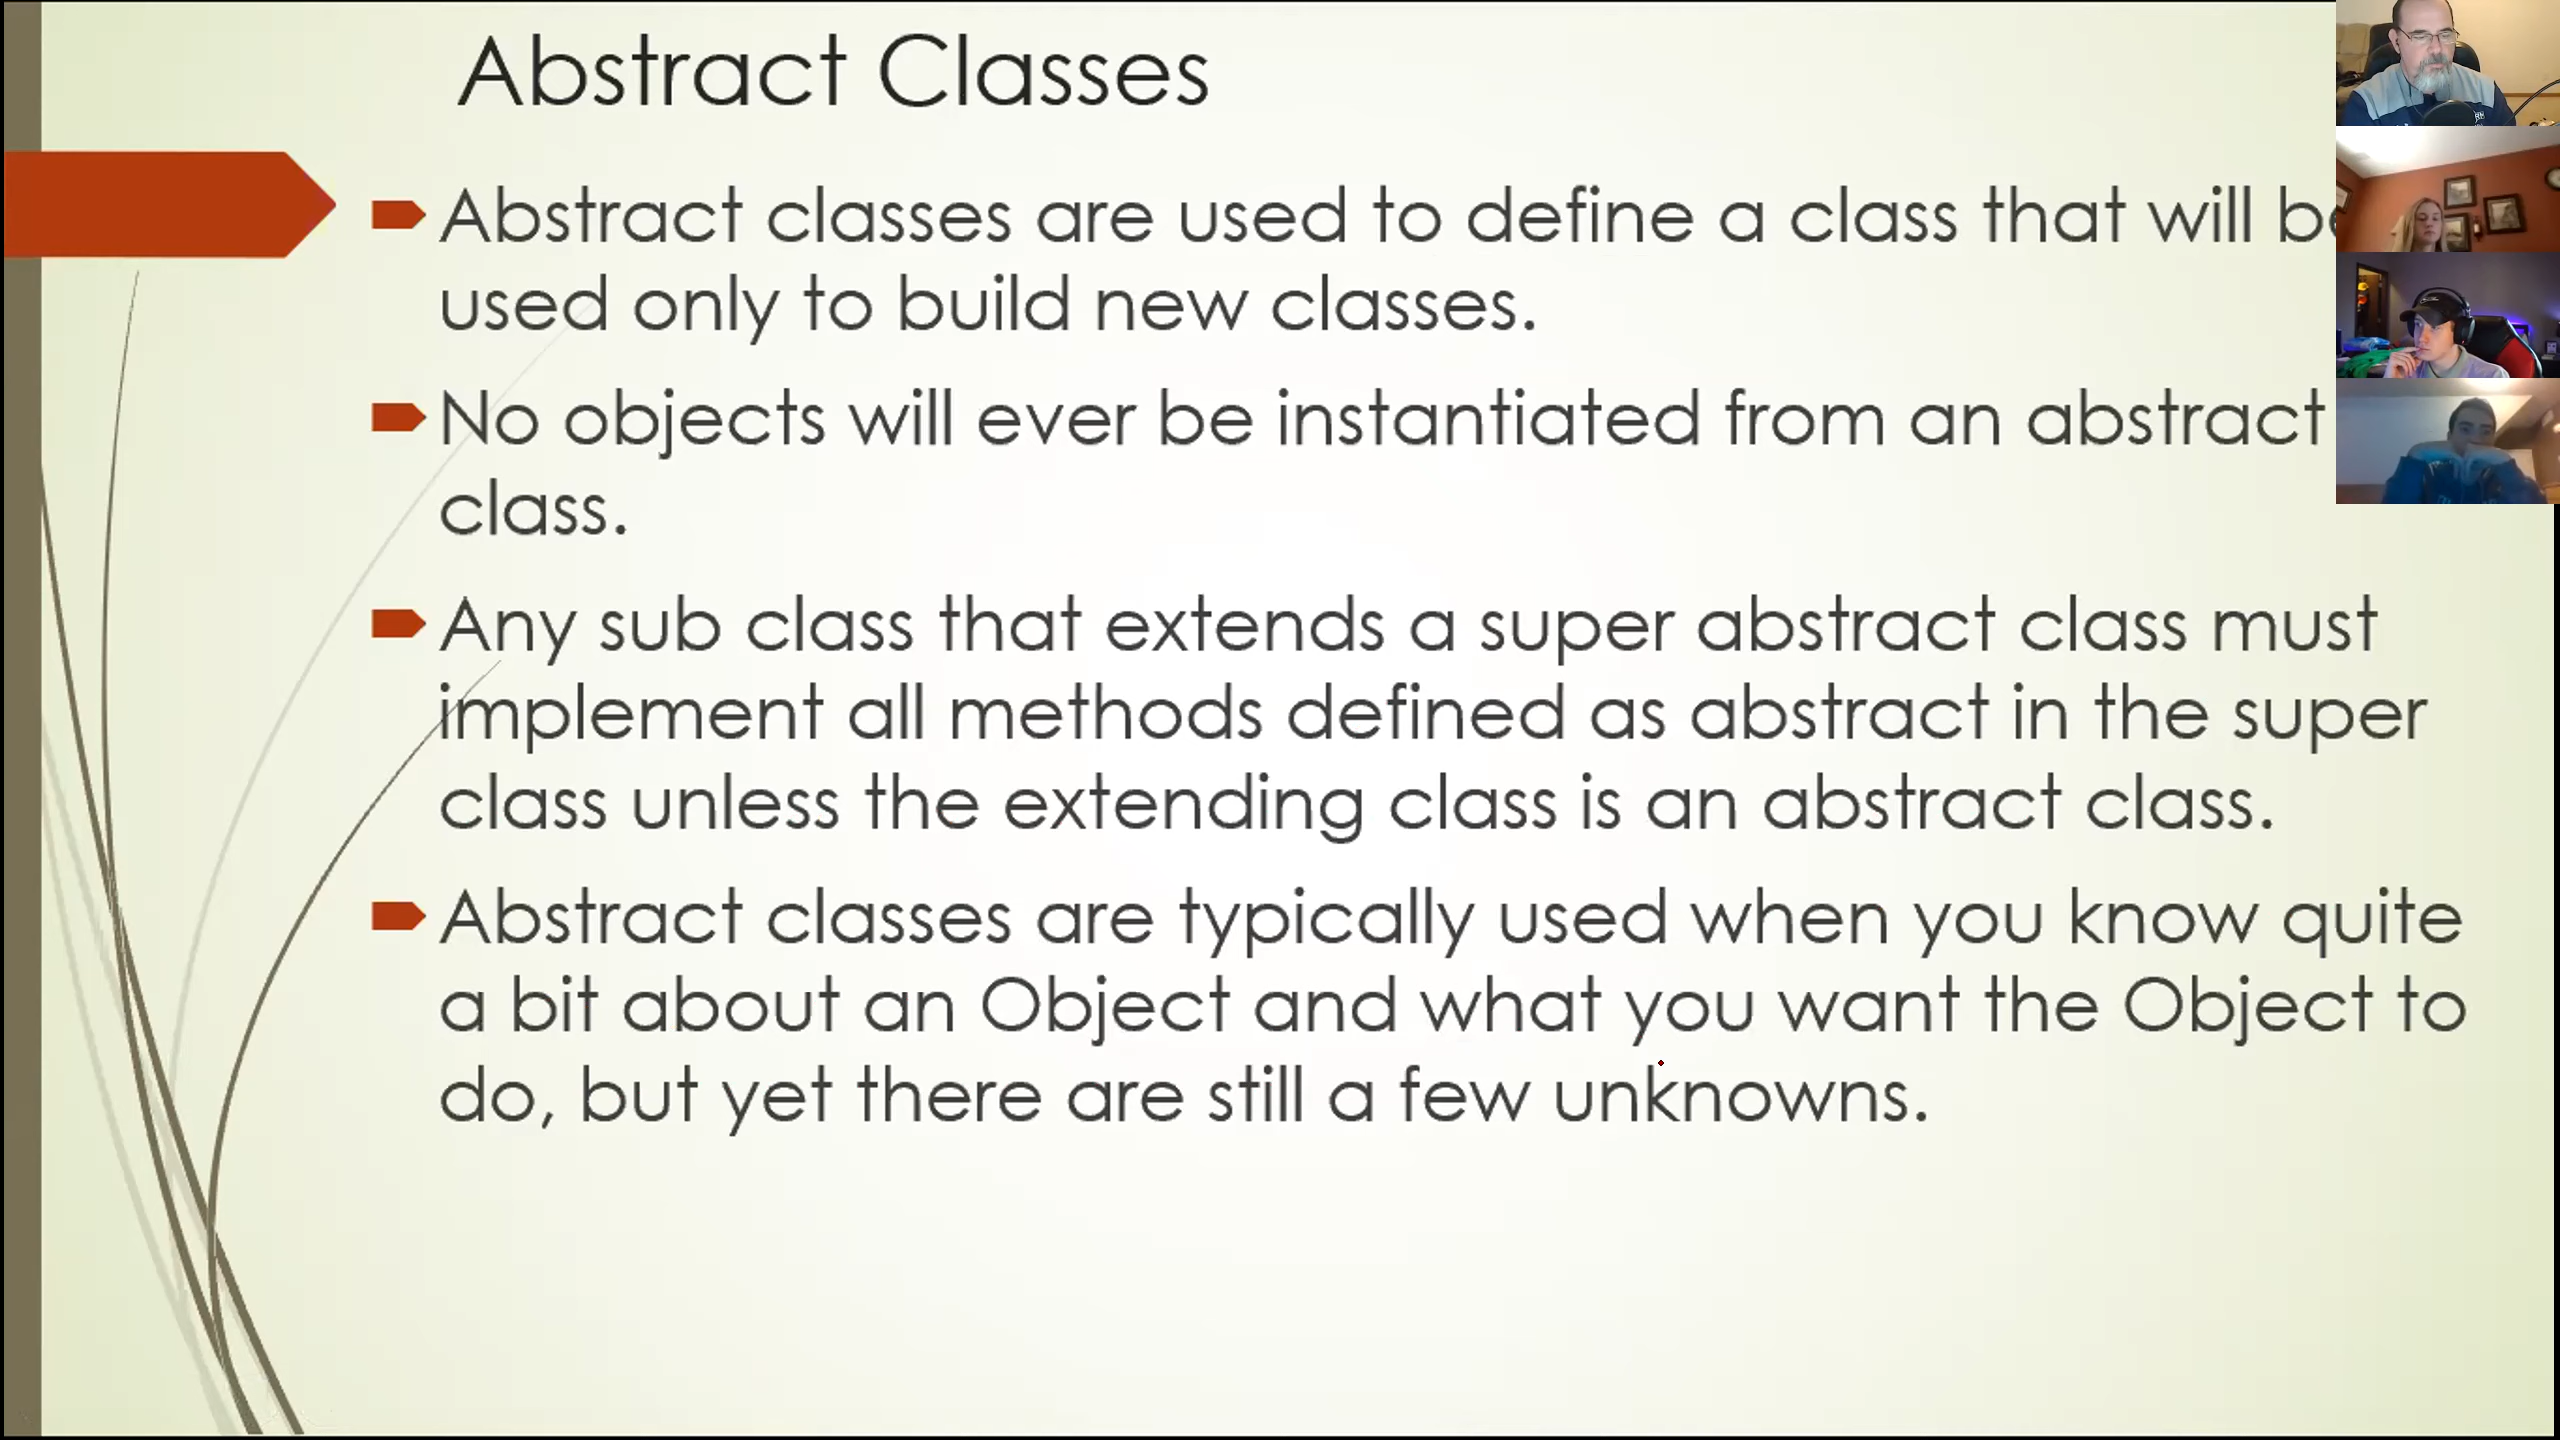 Abstract Classes
Abstract classes are used to define a class that will be
used only to build new classes.
No objects will ever be instantiated from an abstract
class.
Any sub class that extends a super abstract class must
implement all methods defined as abstract in the super
class unless the extending class is an abstract class.
Abstract classes are typically used when you know quite
a bit about an Object and what you want the Object to
do, but yet there are still a few unknowns.